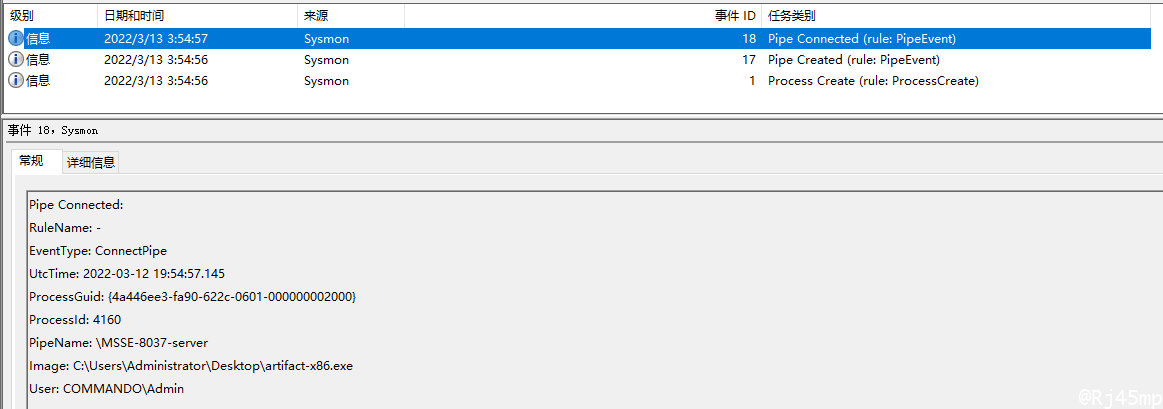 级别 日期和时间 来源 事件 ID 任务类别
信息 2022/3/13 3:54:57 Sysmon 18 Pipe Connected (rule: PipeEvent)
信息 2022/3/13 3:54:56 Sysmon 17 Pipe Created (rule: PipeEvent)
信息 2022/3/13 3:54:56 Sysmon 1 Process Create (rule: ProcessCreate)
事件 18，Sysmon
常规 详细信息
Pipe Connected:
RuleName: -
EventType: ConnectPipe
UtcTime: 2022-03-12 19:54:57.145
ProcessGuid: {4a446ee3-fa90-622c-0601-000000002000}
ProcessId: 4160
PipeName: \MSSE-8037-server
Image: C:\Users\Administrator\Desktop\artifact-x86.exe
User: COMMANDO\Admin
@Rj45mp